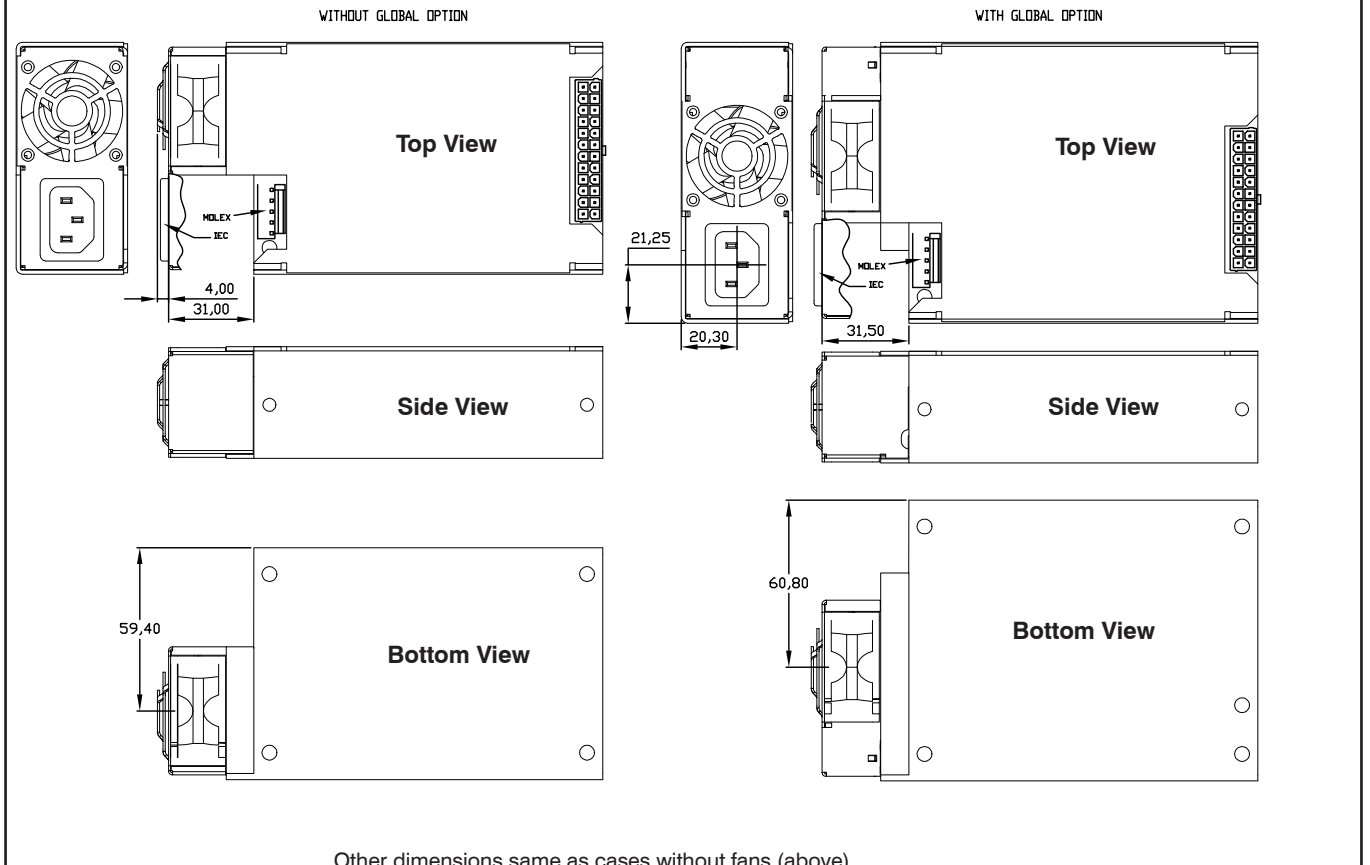 WITHOUT GLOBAL OPTION
Top View
MOLEX
IEC
4,00
31,00
Side View
59,40
Bottom View
WITH GLOBAL OPTION
Top View
21,25
MOLEX
IEC
20,30
31,50
Side View
60,80
Bottom View
Other dimensions same as cases without fans (above)